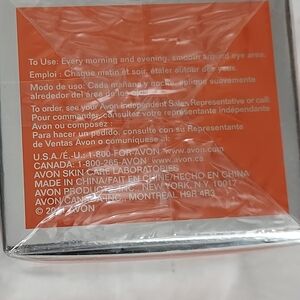 To Use: Every morning and evening, smooth around eye area.
Emploi : Chaque matin et soir, étaler autour des yeux.
Modo de uso: Cada mañana y noche, aplique suavemente
alrededor del área de los ojos.
To order, see your Avon Independent Sales Representative or call:
Pour commander, consultez votre Représentante indépendante
Avon ou composez :
Para hacer un pedido, consulte con su Representante
de Ventas Avon o comuníquese al:
U.S.A./E.U. 1-800-FOR-AVON www.avon.com
CANADA: 1-800-265-AVON www.avon.ca
AVON SKIN CARE LABORATORIES
MADE IN CHINA/FAIT EN CHINE/HECHO EN CHINA
AVON PRODUCTS, INC., NEW YORK, N.Y. 10017
AVON CANADA INC. MONTREAL H9R 4R3
© AVON